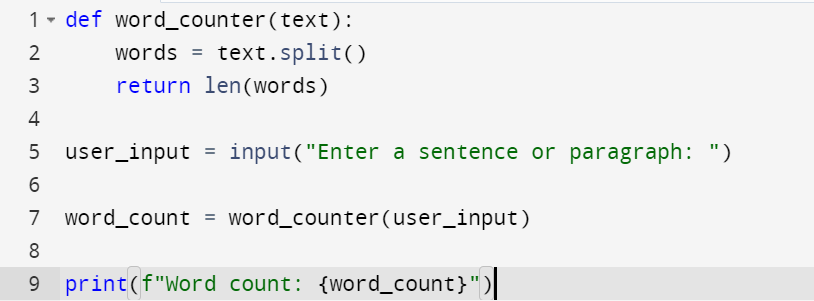 1 def word_counter(text):
2     words = text.split()
3     return len(words)
4
5 user_input = input("Enter a sentence or paragraph: ")
6
7 word_count = word_counter(user_input)
8
9 print(f"Word count: {word_count}")